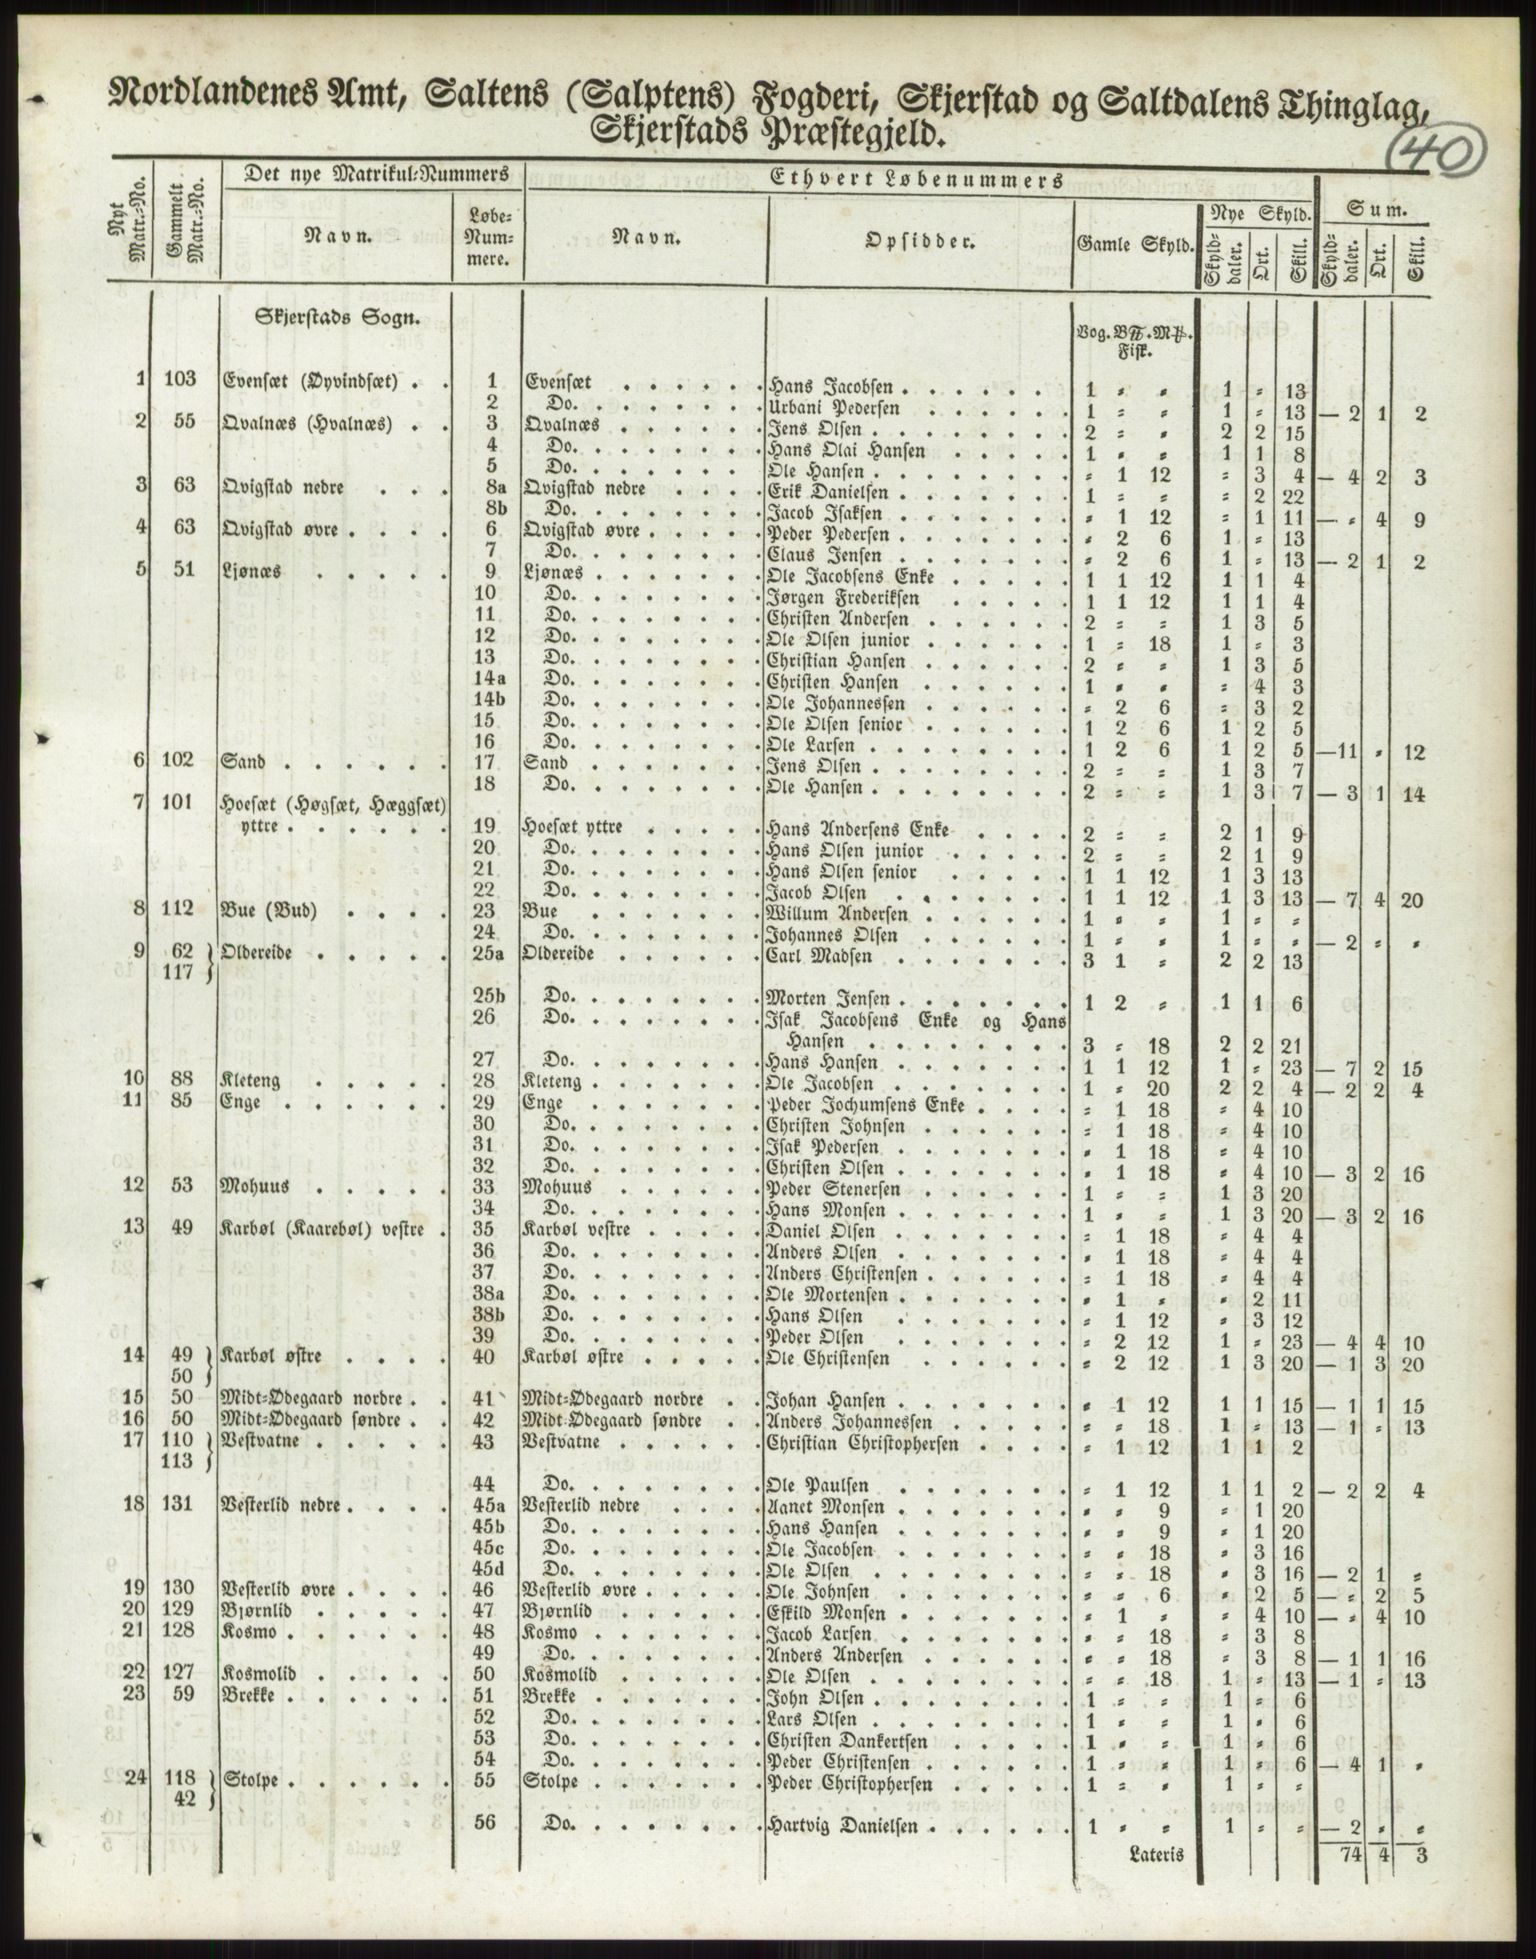 Nordlandenes Amt, Saltens (Salptens) Fogderi, Skjerstad og Saltdalens Thinglag,
Skjerstads Præstegjeld.
40
Nyt Matr.-No. | Gammelt Matr.-No. | Det nye Matrikul-Nummers | Ethvert Løbenummers | Sum.
Navn. | Løbe-Num-mere. | Navn. | Opsidder. | Gamle Skyld. | Nye Skyld. | Skyld-daler. | Ort. | Skill. | Skyld-daler. | Ort. | Skill.
Skjerstads Sogn. | Vog. B℔. M℔. Fisk.
1 103 Evensæt (Øyvindsæt) . . 1 Evensæt . . . . . . Hans Jacobsen . . . . . . 1 " " 1 " 13
2 Do. . . . . . . . Urbani Pedersen . . . . . 1 " " 1 " 13 — 2 1 2
2 55 Qvalnæs (Hvalnæs) . . 3 Qvalnæs . . . . . . Jens Olsen . . . . . . . 2 " " 2 2 15
4 Do. . . . . . . . Hans Olai Hansen . . . . . 1 " " 1 1 8
5 Do. . . . . . . . Ole Hansen . . . . . . . " 1 12 " 3 4 — 4 2 3
3 63 Qvigstad nedre . . . 8a Qvigstad nedre . . . . Erik Danielsen . . . . . . . 1 " " " 2 22
8b Do. . . . . . . . Jacob Isaksen . . . . . . . " 1 12 " 1 11 — " 4 9
4 63 Qvigstad øvre . . . . 6 Qvigstad øvre . . . . . Peder Pedersen . . . . . . . " 2 6 1 " 13
7 Do. . . . . . . . Claus Jensen . . . . . . . " 2 6 1 " 13 — 2 1 2
5 51 Ljønæs . . . . . 9 Ljønæs . . . . . . . Ole Jacobsens Enke . . . . . 1 1 12 1 1 4
10 Do. . . . . . . . Jørgen Frederiksen . . . . . 1 1 12 1 1 4
11 Do. . . . . . . . Christen Andersen . . . . . . 2 " " 1 3 5
12 Do. . . . . . . . Ole Olsen junior . . . . . . 1 " 18 1 " 3
13 Do. . . . . . . . Christian Hansen . . . . . . 2 " " 1 3 5
14a Do. . . . . . . . Christen Hansen . . . . . . 1 " " " 4 3
14b Do. . . . . . . . Ole Johannessen . . . . . . " 2 6 " 3 2
15 Do. . . . . . . . Ole Olsen senior . . . . . . 1 2 6 1 2 5
16 Do. . . . . . . . Ole Larsen . . . . . . . . 1 2 6 1 2 5 —11 " 12
6 102 Sand . . . . . . 17 Sand . . . . . . . Jens Olsen . . . . . . . . 2 " " 1 3 7
18 Do. . . . . . . . Ole Hansen . . . . . . . . 2 " " 1 3 7 — 3 1 14
7 101 Hoesæt (Høgsæt, Hæggsæt)
yttre . . . . . . 19 Hoesæt yttre . . . . . Hans Andersens Enke . . . . 2 " " 2 1 9
20 Do. . . . . . . . Hans Olsen junior . . . . . 2 " " 2 1 9
21 Do. . . . . . . . Hans Olsen senior . . . . . 1 1 12 1 3 13
22 Do. . . . . . . . Jacob Olsen . . . . . . . 1 1 12 1 3 13 — 7 4 20
8 112 Bue (Bud) . . . . 23 Bue . . . . . . . Willum Andersen . . . . . . 1 " " 1 " "
24 Do. . . . . . . . Johannes Olsen . . . . . . 1 " " 1 " " — 2 " "
9 62 } Oldereide . . . . . 25a Oldereide . . . . . . Carl Madsen . . . . . . . 3 1 " 2 2 13
117 }
25b Do. . . . . . . . Morten Jensen . . . . . . . 1 2 " 1 1 6
26 Do. . . . . . . . Isak Jacobsens Enke og Hans
Hansen . . . . . . . . 3 " 18 2 2 21
27 Do. . . . . . . . Hans Hansen . . . . . . . 1 1 12 1 " 23 — 7 2 15
10 88 Kleteng . . . . . 28 Kleteng . . . . . . . Ole Jacobsen . . . . . . . 1 " 20 2 2 4 — 2 2 4
11 85 Enge . . . . . . 29 Enge . . . . . . . Peder Jochumsens Enke . . . . " 1 18 " 4 10
30 Do. . . . . . . . Christen Johnsen . . . . . . " 1 18 " 4 10
31 Do. . . . . . . . Isak Pedersen . . . . . . . " 1 18 " 4 10
32 Do. . . . . . . . Christen Olsen . . . . . . . " 1 18 " 4 10 — 3 2 16
12 53 Mohuus . . . . . 33 Mohuus . . . . . . Peder Stenersen . . . . . . 1 " " 1 3 20
34 Do. . . . . . . . Hans Monsen . . . . . . . 1 " " 1 3 20 — 3 2 16
13 49 Karbøl (Kaarebøl) vestre . 35 Karbøl vestre . . . . . Daniel Olsen . . . . . . . " 1 18 " 4 4
36 Do. . . . . . . . Anders Olsen . . . . . . . " 1 18 " 4 4
37 Do. . . . . . . . Anders Christensen . . . . . . " 1 18 " 4 4
38a Do. . . . . . . . Ole Mortensen . . . . . . . " 1 " " 2 11
38b Do. . . . . . . . Hans Olsen . . . . . . . " 1 12 " 3 12
39 Do. . . . . . . . Peder Olsen . . . . . . . " 2 12 1 " 23 — 4 4 10
14 49 } Karbøl østre . . . . 40 Karbøl østre . . . . . Ole Christensen . . . . . . " 2 12 1 3 20 — 1 3 20
50 }
15 50 Midt-Ødegaard nordre . . 41 Midt-Ødegaard nordre . . Johan Hansen . . . . . . . " 1 12 1 1 15 — 1 1 15
16 50 Midt-Ødegaard søndre . . 42 Midt-Ødegaard søndre . . Anders Johannessen . . . . . " " 18 1 " 13 — 1 " 13
17 110 } Vestvatne . . . . . 43 Vestvatne . . . . . . Christian Christophersen . . . . " 1 12 1 1 2
113 }
44 Do. . . . . . . . Ole Paulsen . . . . . . . " 1 12 1 1 2 — 2 2 4
18 131 Vesterlid nedre . . . . 45a Vesterlid nedre . . . . Aanet Monsen . . . . . . . " " 9 " 1 20
45b Do. . . . . . . . Hans Hansen . . . . . . . " " 9 " 1 20
45c Do. . . . . . . . Ole Jacobsen . . . . . . . " " 18 " 3 16
45d Do. . . . . . . . Ole Olsen . . . . . . . . " " 18 " 3 16 — 2 1 "
19 130 Vesterlid øvre . . . . 46 Vesterlid øvre . . . . . Ole Johnsen . . . . . . . " " 6 " 2 5 — " 2 5
20 129 Bjørnlid . . . . . 47 Bjørnlid . . . . . . Eskild Monsen . . . . . . . " 1 " " 4 10 — " 4 10
21 128 Kosmo . . . . . . 48 Kosmo . . . . . . . Jacob Larsen . . . . . . . " " 18 " 3 8
49 Do. . . . . . . . Anders Andersen . . . . . . " " 18 " 3 8 — 1 1 16
22 127 Kosmolid . . . . . 50 Kosmolid . . . . . . Ole Olsen . . . . . . . . " " 18 1 " 13 — 1 " 13
23 59 Brekke . . . . . . 51 Brekke . . . . . . . John Olsen . . . . . . . . 1 " " 1 " 6
52 Do. . . . . . . . Lars Olsen . . . . . . . . 1 " " 1 " 6
53 Do. . . . . . . . Christen Dankertsen . . . . . 1 " " 1 " 6
54 Do. . . . . . . . Peder Christensen . . . . . . 1 " " 1 " 6 — 4 1 "
24 118 } Stolpe . . . . . . 55 Stolpe . . . . . . . Peder Christophersen . . . . . 1 " " 1 " "
42 }
56 Do. . . . . . . . Hartvig Danielsen . . . . . . 1 " " 1 " " — 2 " "
Lateris 74 4 3